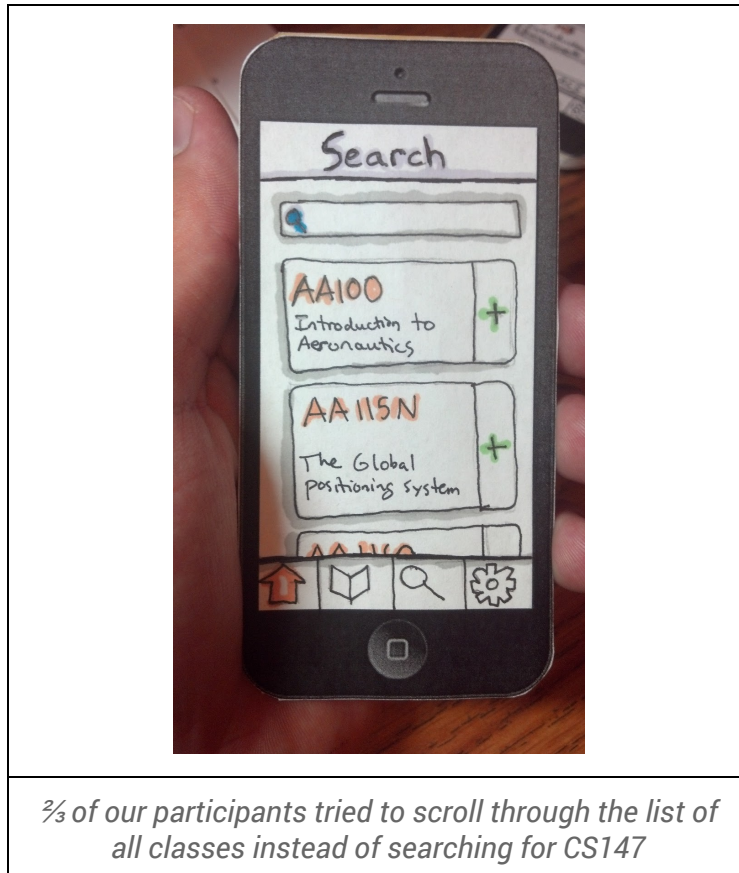 Search
AA100
Introduction to
Aeronautics
+
AA115N
The Global
positioning system
+
⅔ of our participants tried to scroll through the list of
all classes instead of searching for CS147